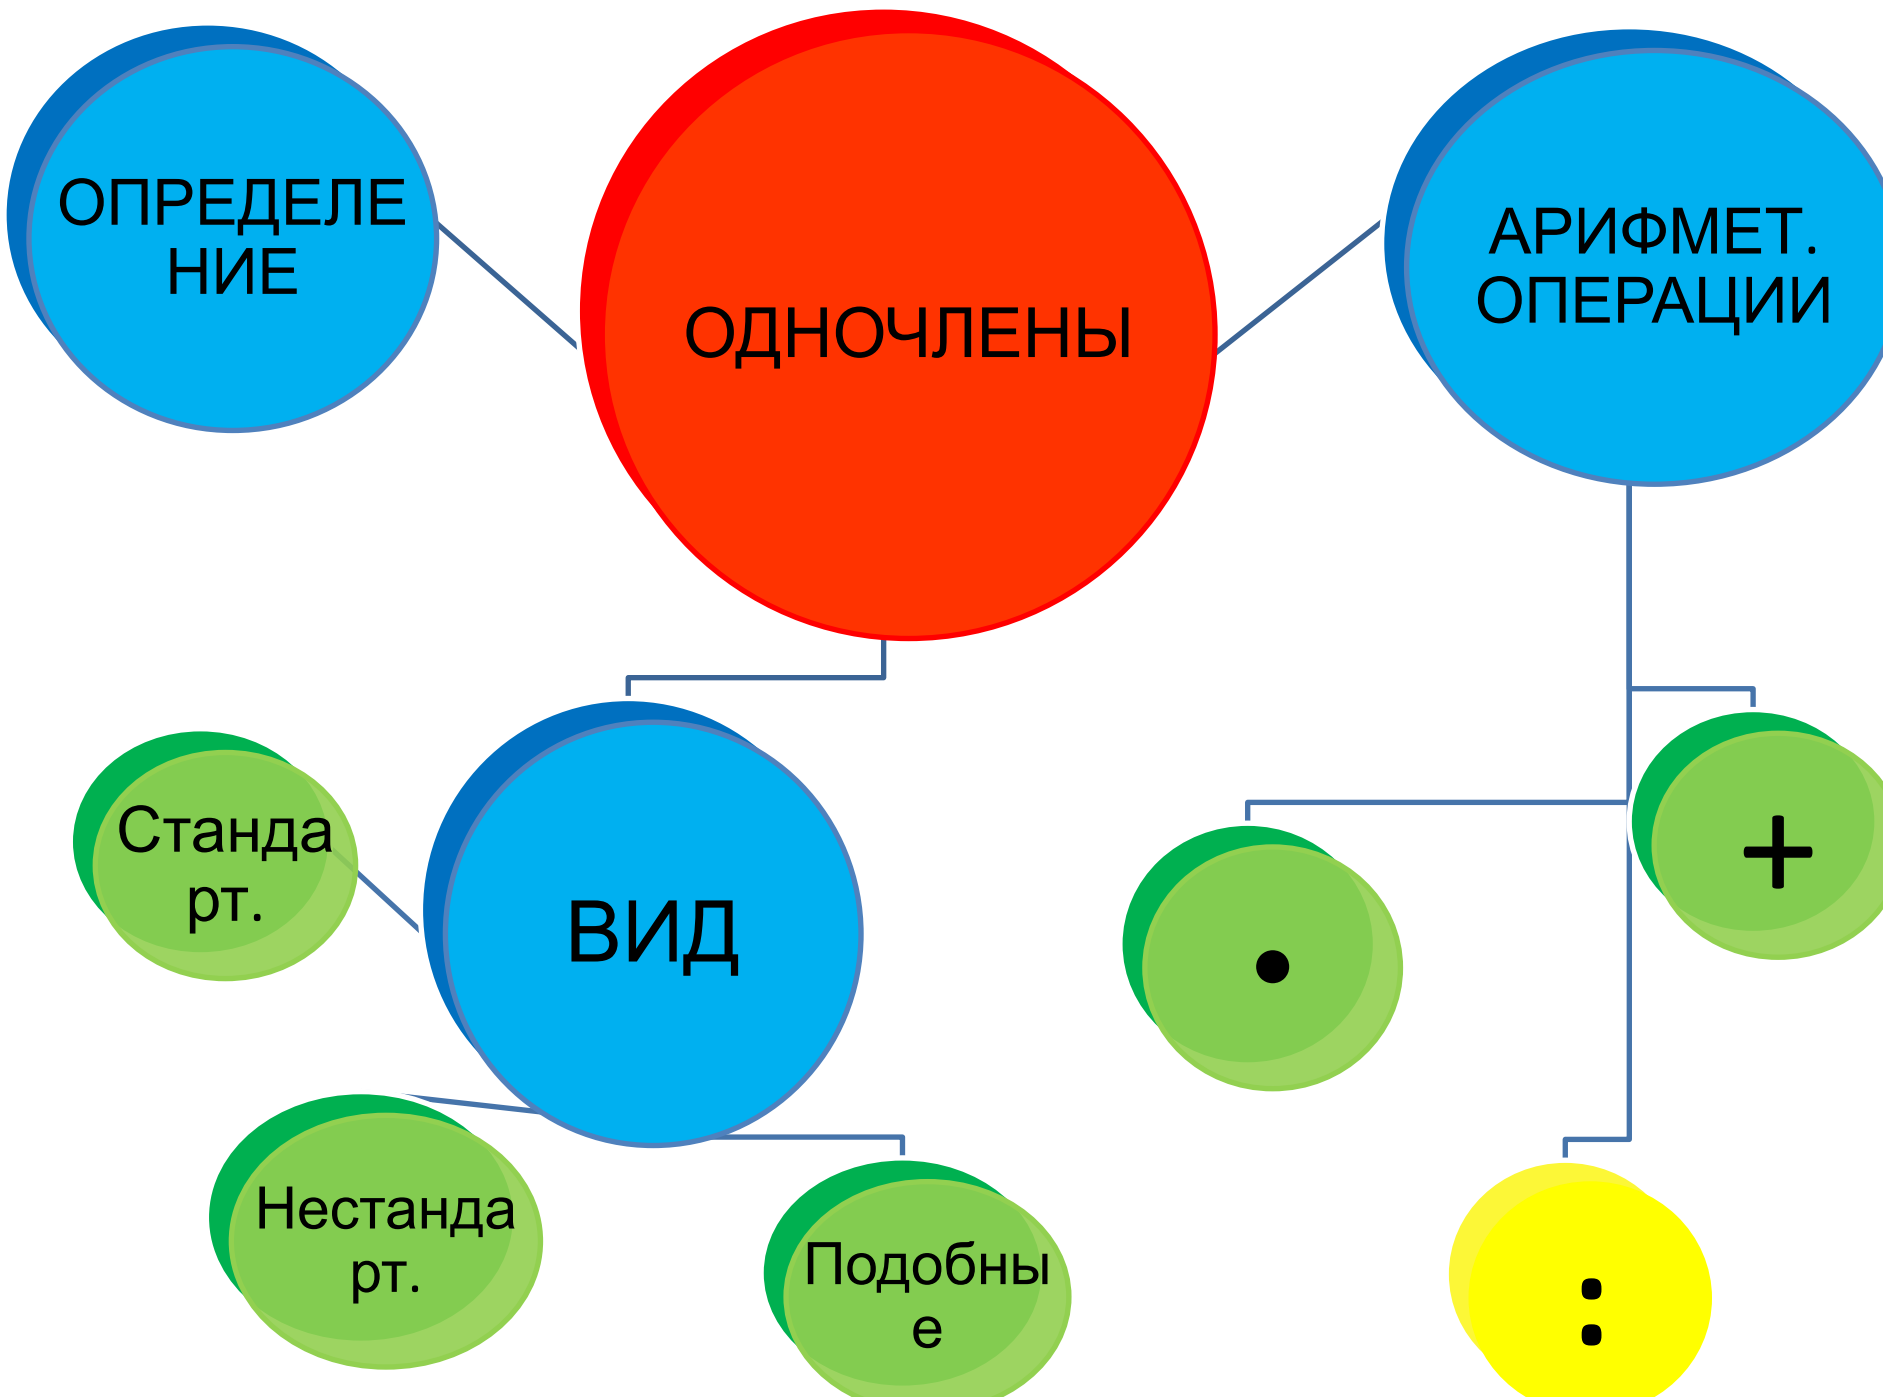 ОПРЕДЕЛЕ
НИЕ
ОДНОЧЛЕНЫ
АРИФМЕТ.
ОПЕРАЦИИ
Станда
рт.
ВИД
Нестанда
рт.
Подобны
е
•
+
: